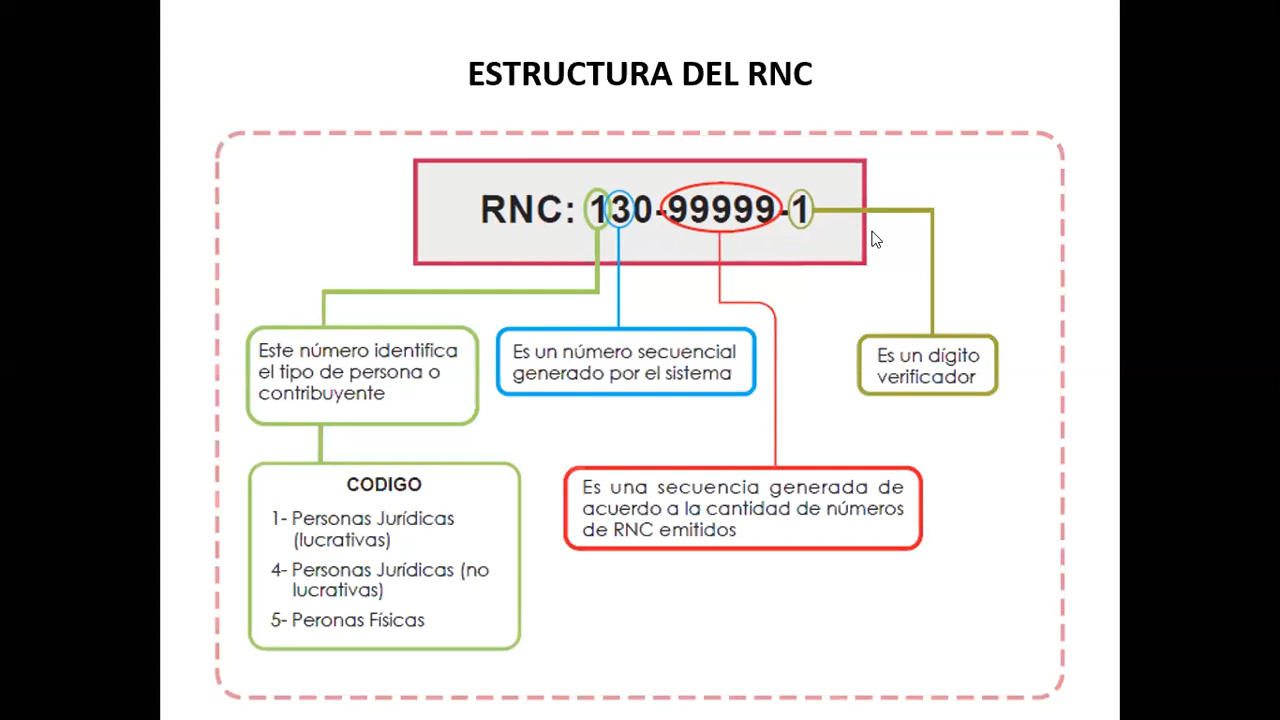 ESTRUCTURA DEL RNC
RNC: 130-99999-1
Este número identifica
el tipo de persona o
contribuyente
Es un número secuencial
generado por el sistema
Es un dígito
verificador
CODIGO
1- Personas Jurídicas
(lucrativas)
4- Personas Jurídicas (no
lucrativas)
5- Peronas Físicas
Es una secuencia generada de
acuerdo a la cantidad de números
de RNC emitidos